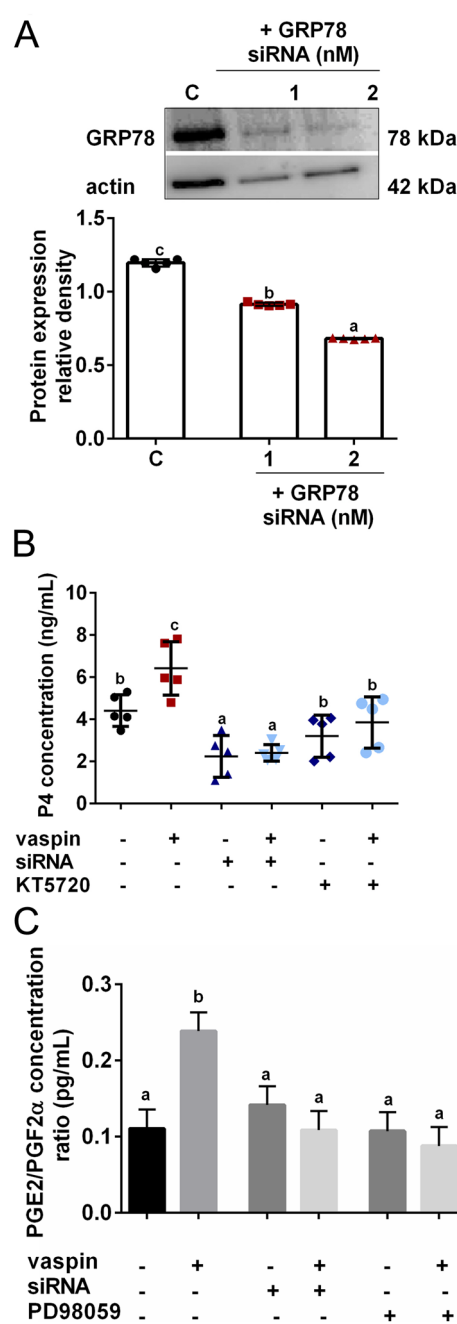 A
+ GRP78
siRNA (nM)
C 1 2
GRP78 78 kDa
actin 42 kDa
Protein expression
relative density
1.5
1.0
0.5
0.0
c
b
a
C 1 2
+ GRP78
siRNA (nM)
B
P4 concentration (ng/mL)
10
8
6
4
2
0
b c a a b b
vaspin - + - + - +
siRNA - - + + - -
KT5720 - - - - + +
C
PGE2/PGF2α concentration
ratio (pg/mL)
0.3
0.2
0.1
0.0
a b a a a a
vaspin - + - + - +
siRNA - - + + - -
PD98059 - - - - + +